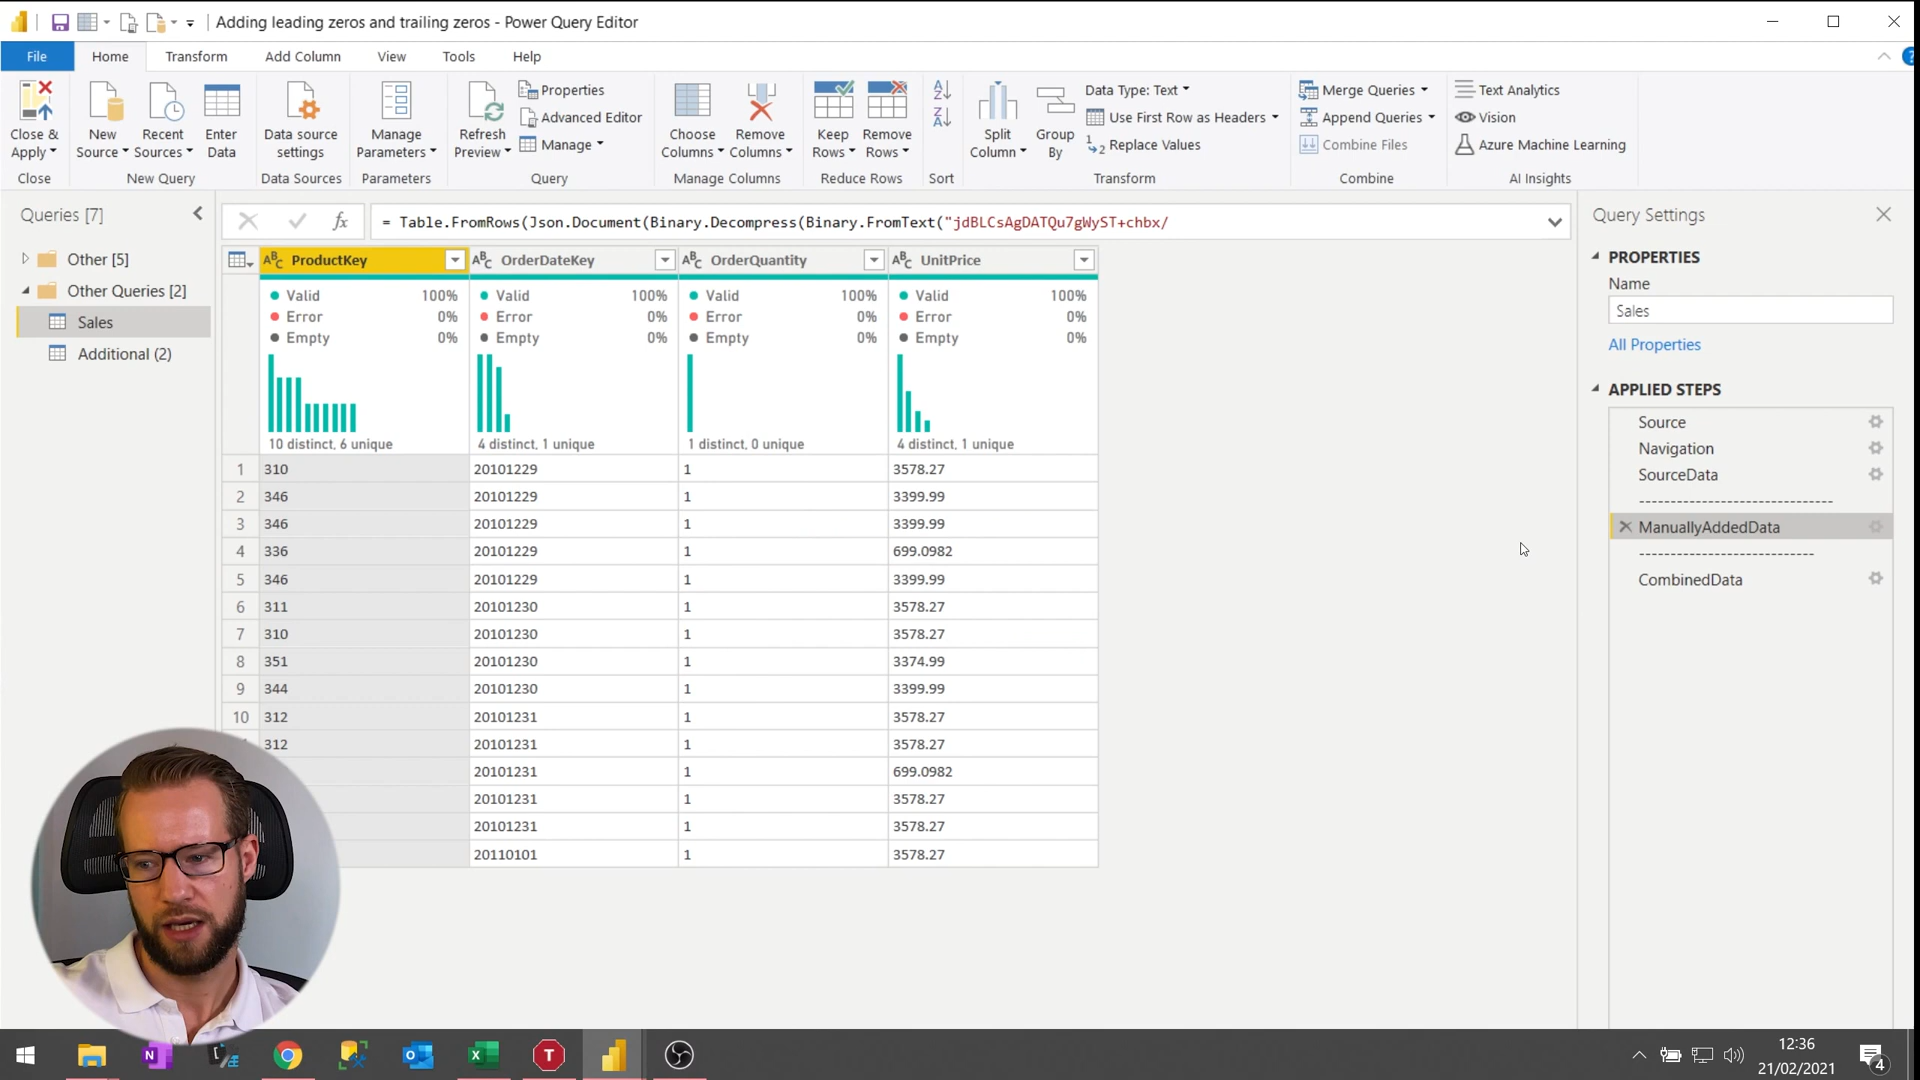 Adding leading zeros and trailing zeros - Power Query Editor
File Home Transform Add Column View Tools Help
Close & Apply
New Source
Recent Sources
Enter Data
Data source settings
Manage Parameters
Refresh Preview
Properties
Advanced Editor
Manage
Choose Columns
Remove Columns
Keep Rows
Remove Rows
Split Column
Group By
Data Type: Text
Use First Row as Headers
Replace Values
Merge Queries
Append Queries
Combine Files
Text Analytics
Vision
Azure Machine Learning
Close New Query Data Sources Parameters Query Manage Columns Reduce Rows Sort Transform Combine AI Insights
Queries [7]
Other [5]
Other Queries [2]
Sales
Additional (2)
fx = Table.FromRows(Json.Document(Binary.Decompress(Binary.FromText("jdBLCsAgDATQu7gWyST+chbx/
ProductKey OrderDateKey OrderQuantity UnitPrice
Valid 100% Valid 100% Valid 100% Valid 100%
Error 0% Error 0% Error 0% Error 0%
Empty 0% Empty 0% Empty 0% Empty 0%
10 distinct, 6 unique 4 distinct, 1 unique 1 distinct, 0 unique 4 distinct, 1 unique
1 310 20101229 1 3578.27
2 346 20101229 1 3399.99
3 346 20101229 1 3399.99
4 336 20101229 1 699.0982
5 346 20101229 1 3399.99
6 311 20101230 1 3578.27
7 310 20101230 1 3578.27
8 351 20101230 1 3374.99
9 344 20101230 1 3399.99
10 312 20101231 1 3578.27
312 20101231 1 3578.27
20101231 1 699.0982
20101231 1 3578.27
20101231 1 3578.27
20110101 1 3578.27
Query Settings
PROPERTIES
Name
Sales
All Properties
APPLIED STEPS
Source
Navigation
SourceData
-------------------------------
ManuallyAddedData
----------------------------
CombinedData
12:36
21/02/2021
4